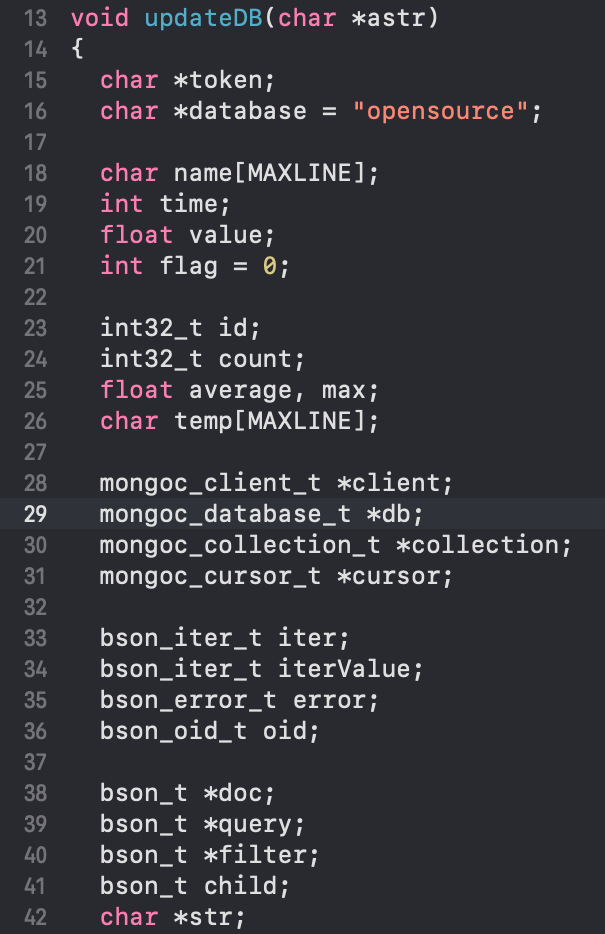 13 void updateDB(char *astr)
14 {
15   char *token;
16   char *database = "opensource";
17
18   char name[MAXLINE];
19   int time;
20   float value;
21   int flag = 0;
22
23   int32_t id;
24   int32_t count;
25   float average, max;
26   char temp[MAXLINE];
27
28   mongoc_client_t *client;
29   mongoc_database_t *db;
30   mongoc_collection_t *collection;
31   mongoc_cursor_t *cursor;
32
33   bson_iter_t iter;
34   bson_iter_t iterValue;
35   bson_error_t error;
36   bson_oid_t oid;
37
38   bson_t *doc;
39   bson_t *query;
40   bson_t *filter;
41   bson_t child;
42   char *str;